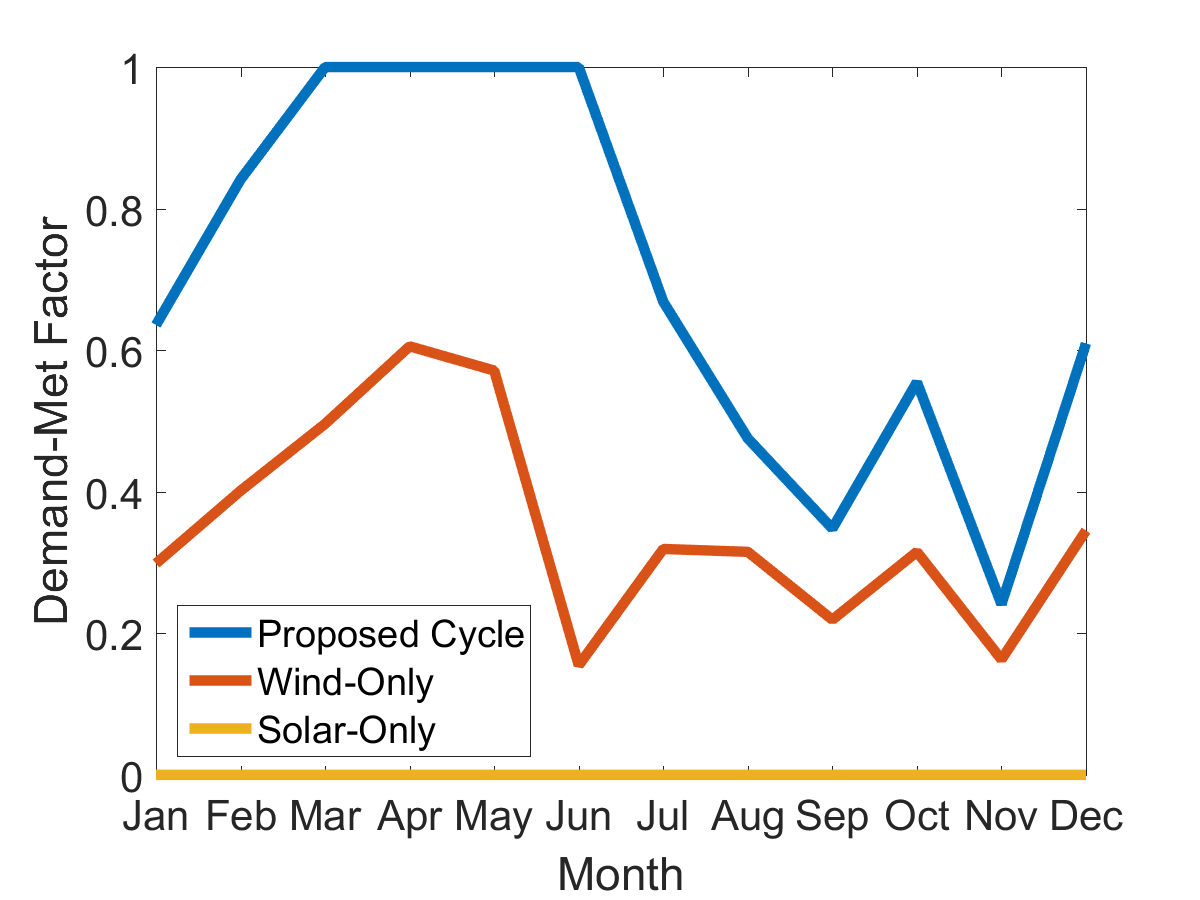 1
0.8
0.6
0.4
0.2
0
Demand-Met Factor
Proposed Cycle
Wind-Only
Solar-Only
Jan Feb Mar Apr May Jun Jul Aug Sep Oct Nov Dec
Month